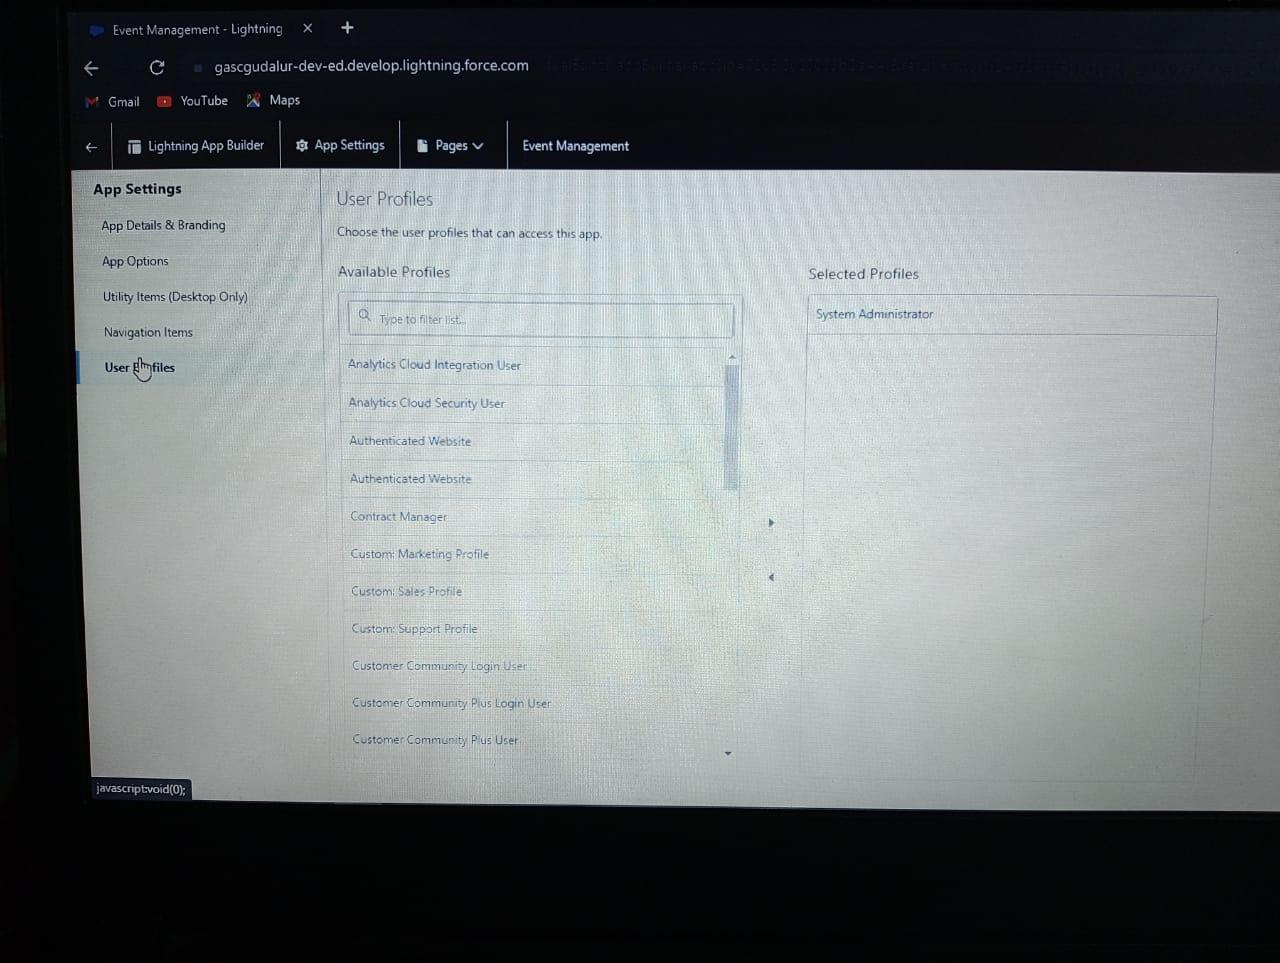 Event Management - Lightning
gascgudalur-dev-ed.develop.lightning.force.com
Gmail YouTube Maps
Lightning App Builder App Settings Pages Event Management
App Settings
App Details & Branding
App Options
Utility Items (Desktop Only)
Navigation Items
User Profiles
User Profiles
Choose the user profiles that can access this app.
Available Profiles
Type to filter list...
Analytics Cloud Integration User
Analytics Cloud Security User
Authenticated Website
Authenticated Website
Contract Manager
Custom: Marketing Profile
Custom: Sales Profile
Custom: Support Profile
Customer Community Login User
Customer Community Plus Login User
Customer Community Plus User
Selected Profiles
System Administrator
javascript:void(0);